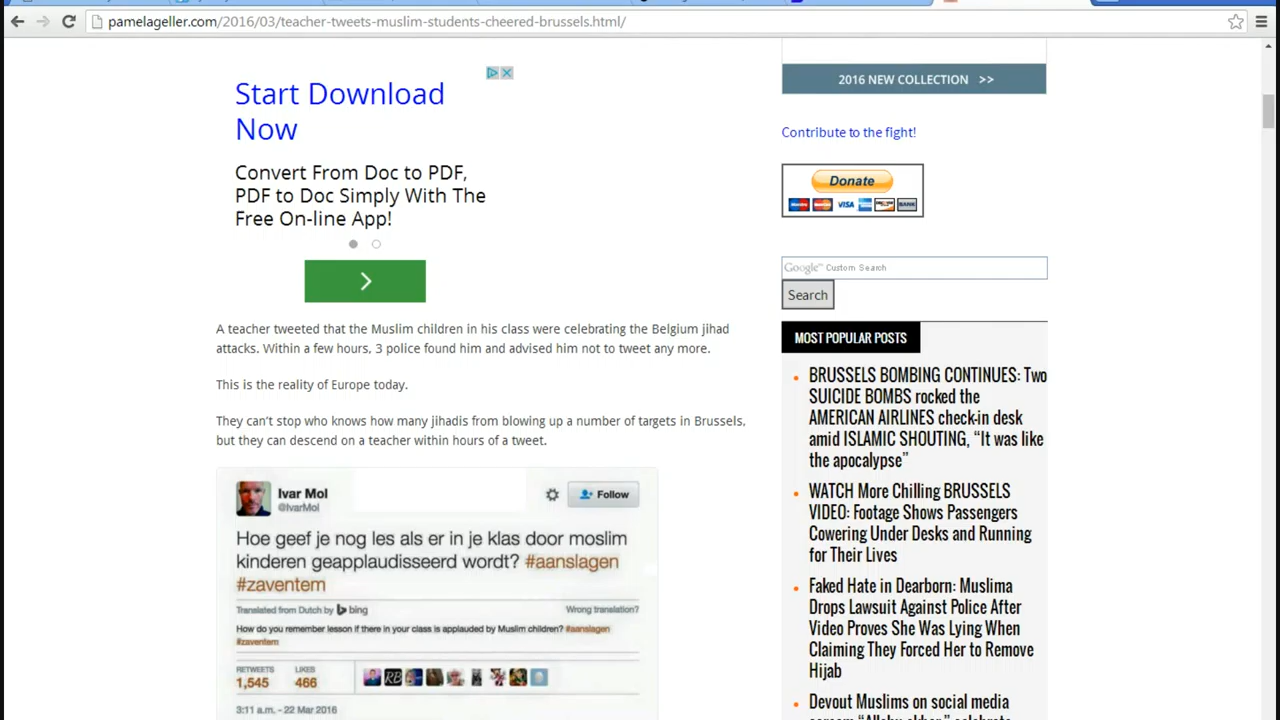 pamelageller.com/2016/03/teacher-tweets-muslim-students-cheered-brussels.html/
Start Download
Now
Convert From Doc to PDF,
PDF to Doc Simply With The
Free On-line App!
A teacher tweeted that the Muslim children in his class were celebrating the Belgium jihad
attacks. Within a few hours, 3 police found him and advised him not to tweet any more.
This is the reality of Europe today.
They can't stop who knows how many jihadis from blowing up a number of targets in Brussels,
but they can descend on a teacher within hours of a tweet.
Ivar Mol
@IvarMol
Follow
Hoe geef je nog les als er in je klas door moslim
kinderen geapplaudisseerd wordt? #aanslagen
#zaventem
Translated from Dutch by bing
Wrong translation?
How do you remember lesson if there in your class is applauded by Muslim children? #aanslagen
#zaventem
RETWEETS LIKES
1,545 466
RB
3:11 a.m. - 22 Mar 2016
2016 NEW COLLECTION >>
Contribute to the fight!
Donate
VISA
BANK
Google™ Custom Search
Search
MOST POPULAR POSTS
BRUSSELS BOMBING CONTINUES: Two
SUICIDE BOMBS rocked the
AMERICAN AIRLINES check-in desk
amid ISLAMIC SHOUTING, “It was like
the apocalypse”
WATCH More Chilling BRUSSELS
VIDEO: Footage Shows Passengers
Cowering Under Desks and Running
for Their Lives
Faked Hate in Dearborn: Muslima
Drops Lawsuit Against Police After
Video Proves She Was Lying When
Claiming They Forced Her to Remove
Hijab
Devout Muslims on social media